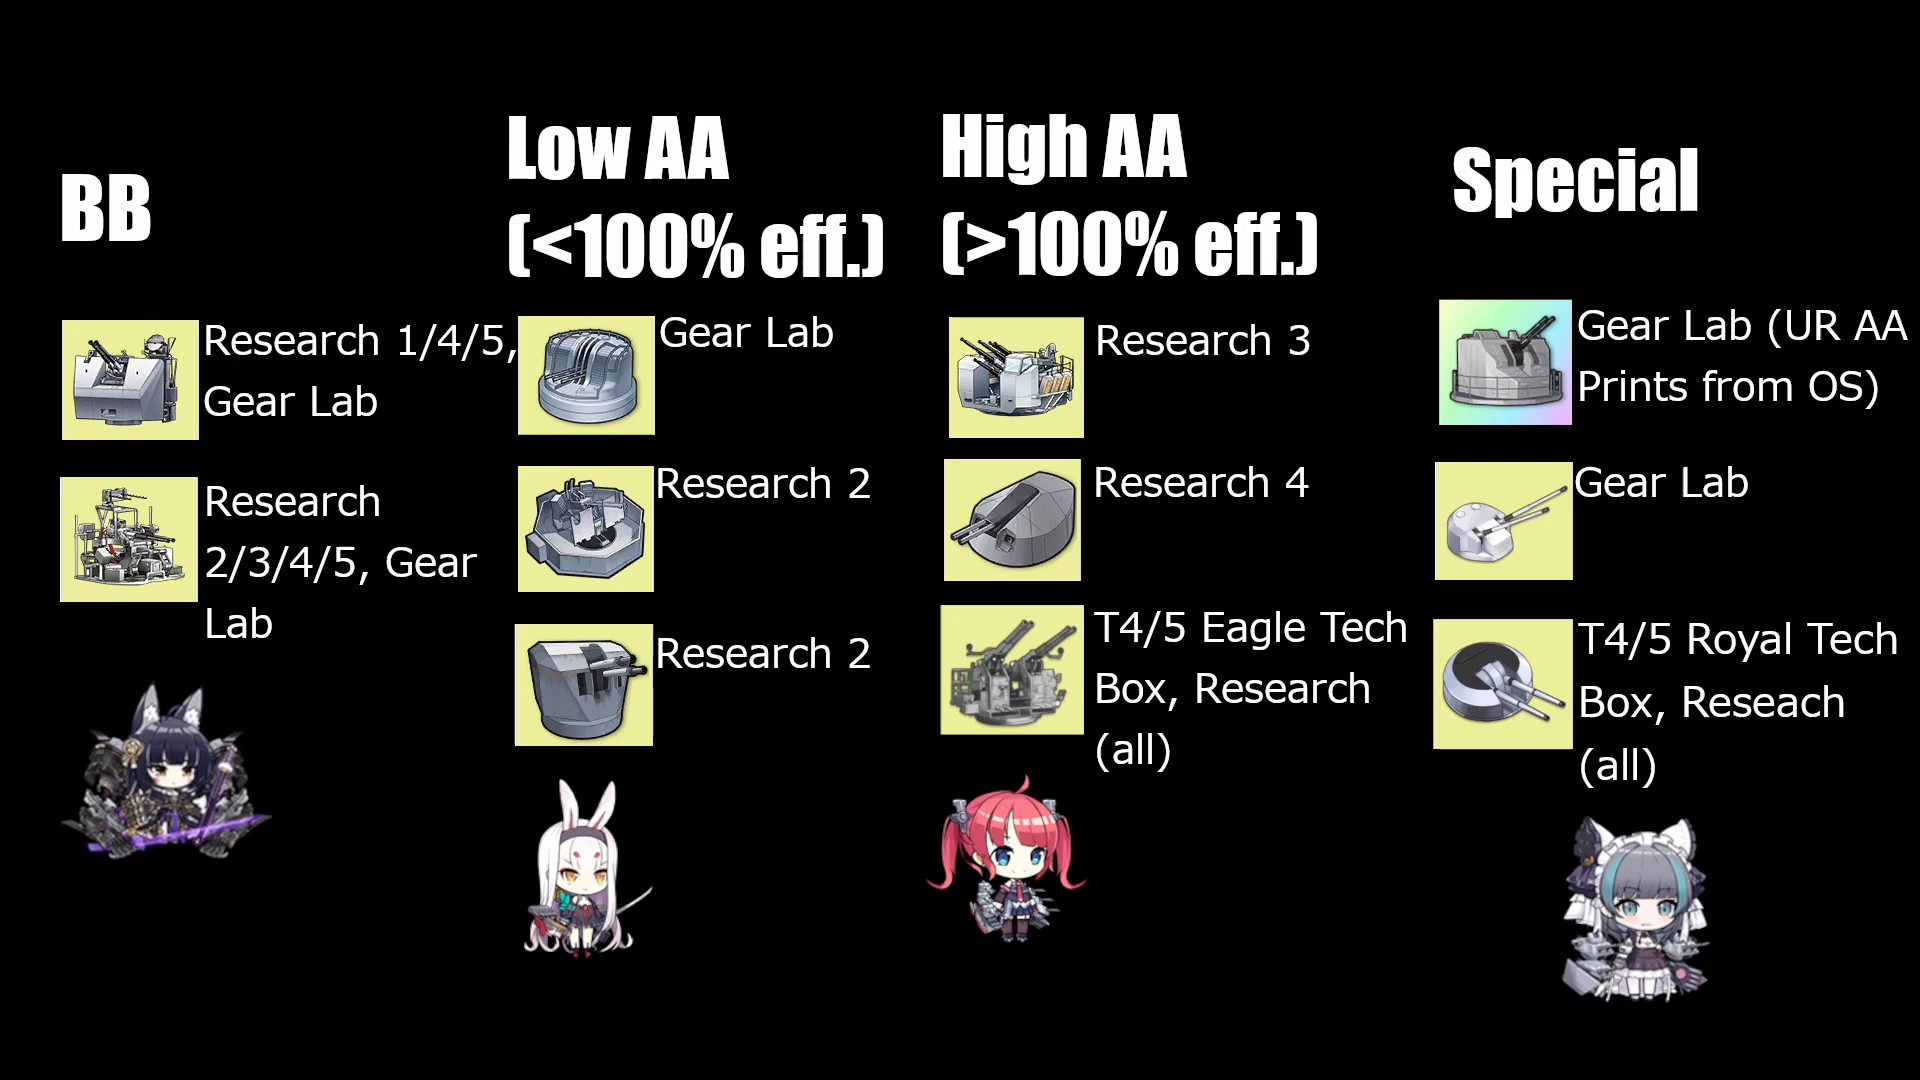 BB
Research 1/4/5,
Gear Lab
Research
2/3/4/5, Gear
Lab
Low AA
(<100% eff.)
Gear Lab
Research 2
Research 2
High AA
(>100% eff.)
Research 3
Research 4
T4/5 Eagle Tech
Box, Research
(all)
Special
Gear Lab (UR AA
Prints from OS)
Gear Lab
T4/5 Royal Tech
Box, Reseach
(all)